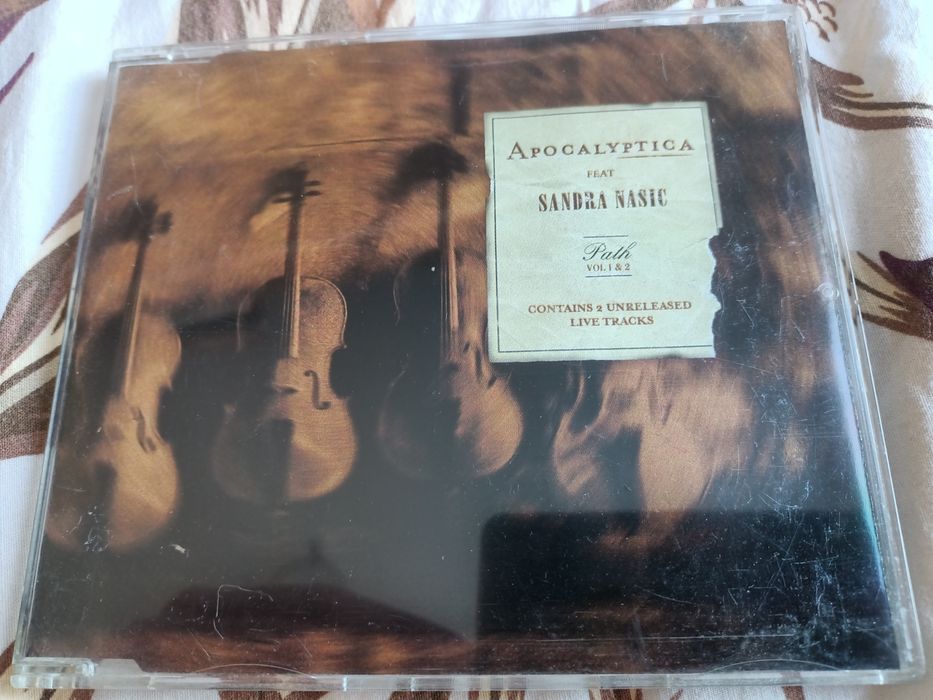 APOCALYPTICA
FEAT
SANDRA NASIC
Path
VOL 1 & 2
CONTAINS 2 UNRELEASED
LIVE TRACKS